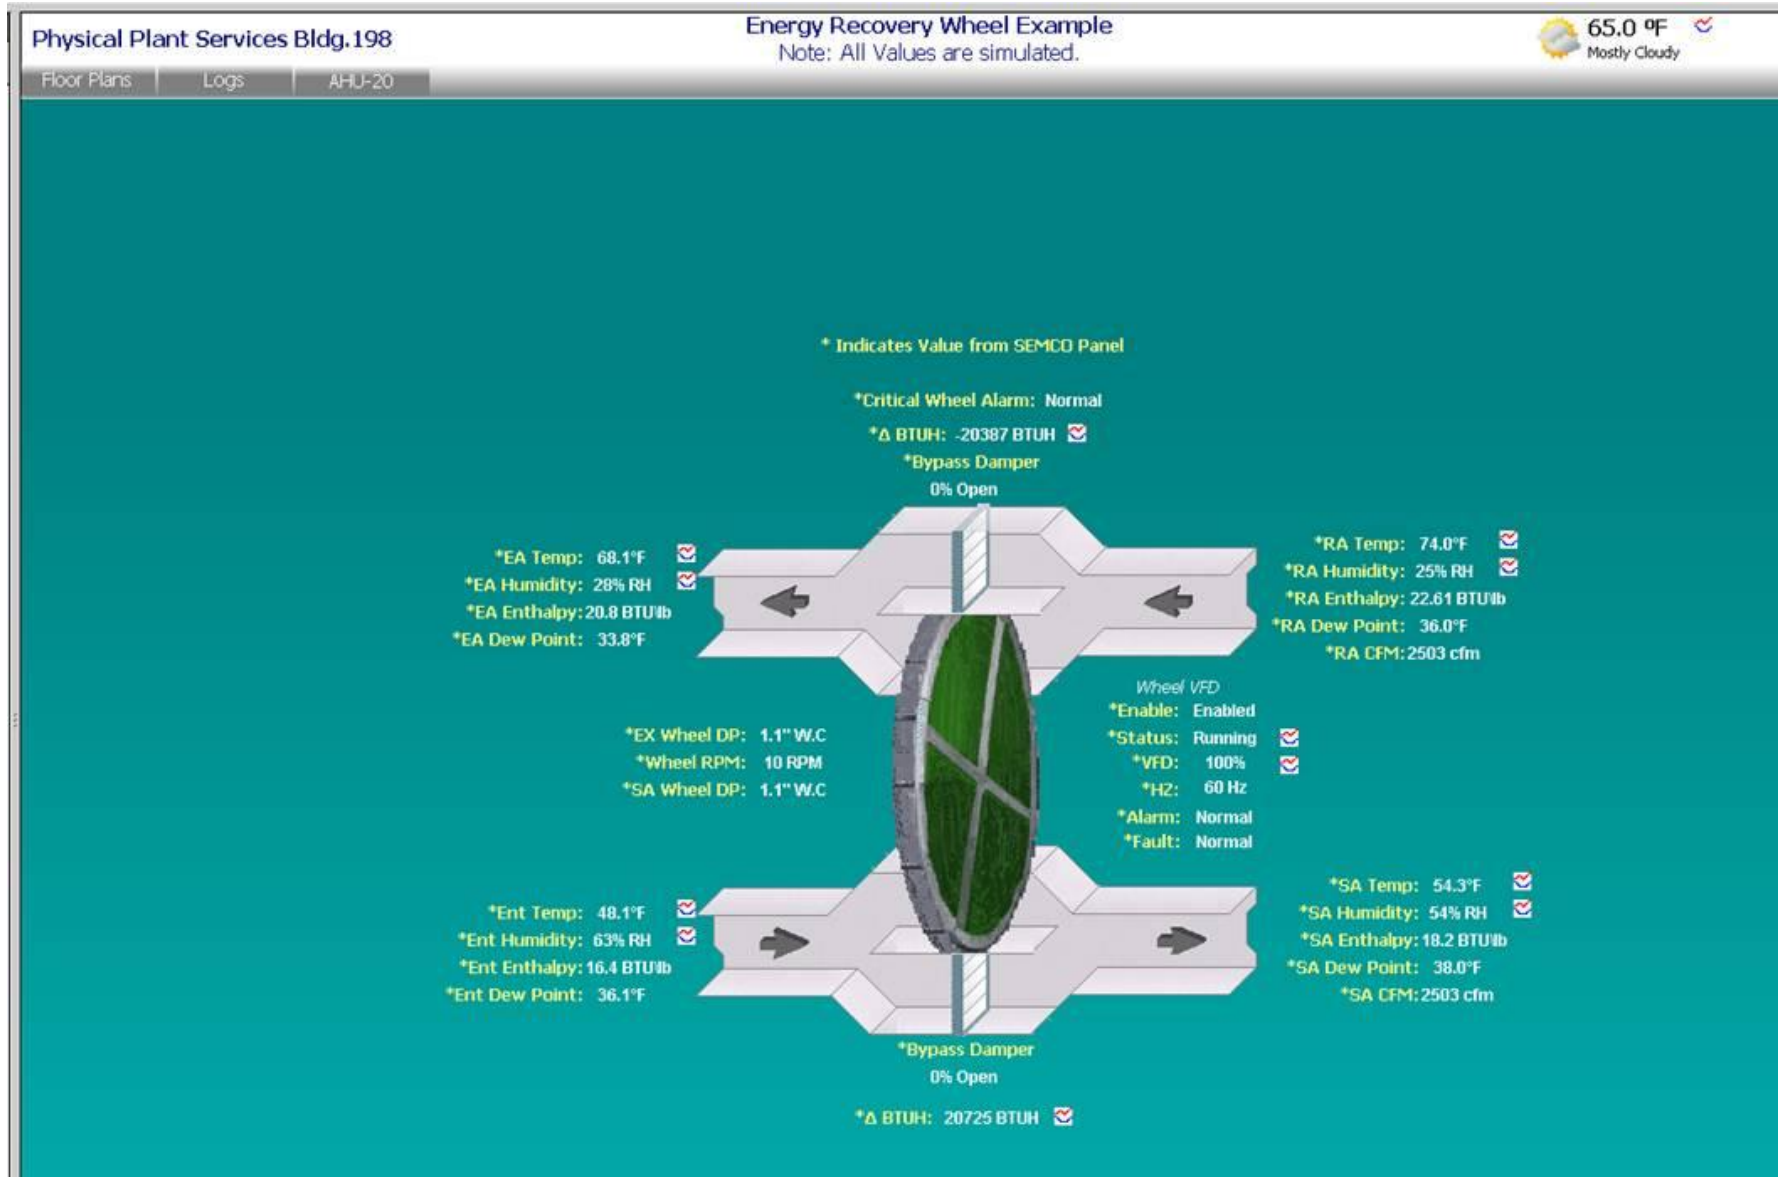 Physical Plant Services Bldg.198
Energy Recovery Wheel Example
Note: All Values are simulated.
65.0 ºF
Mostly Cloudy
Floor Plans
Logs
AHU-20
* Indicates Value from SEMCO Panel
*Critical Wheel Alarm: Normal
*Δ BTUH: -20387 BTUH
*Bypass Damper
0% Open
*EA Temp: 68.1°F
*EA Humidity: 28% RH
*EA Enthalpy: 20.8 BTU\lb
*EA Dew Point: 33.8°F
*RA Temp: 74.0°F
*RA Humidity: 25% RH
*RA Enthalpy: 22.61 BTU\lb
*RA Dew Point: 36.0°F
*RA CFM: 2503 cfm
*EX Wheel DP: 1.1" W.C
*Wheel RPM: 10 RPM
*SA Wheel DP: 1.1" W.C
Wheel VFD
*Enable: Enabled
*Status: Running
*VFD: 100%
*HZ: 60 Hz
*Alarm: Normal
*Fault: Normal
*Ent Temp: 48.1°F
*Ent Humidity: 63% RH
*Ent Enthalpy: 16.4 BTU\lb
*Ent Dew Point: 36.1°F
*SA Temp: 54.3°F
*SA Humidity: 54% RH
*SA Enthalpy: 18.2 BTU\lb
*SA Dew Point: 38.0°F
*SA CFM: 2503 cfm
*Bypass Damper
0% Open
*Δ BTUH: 20725 BTUH